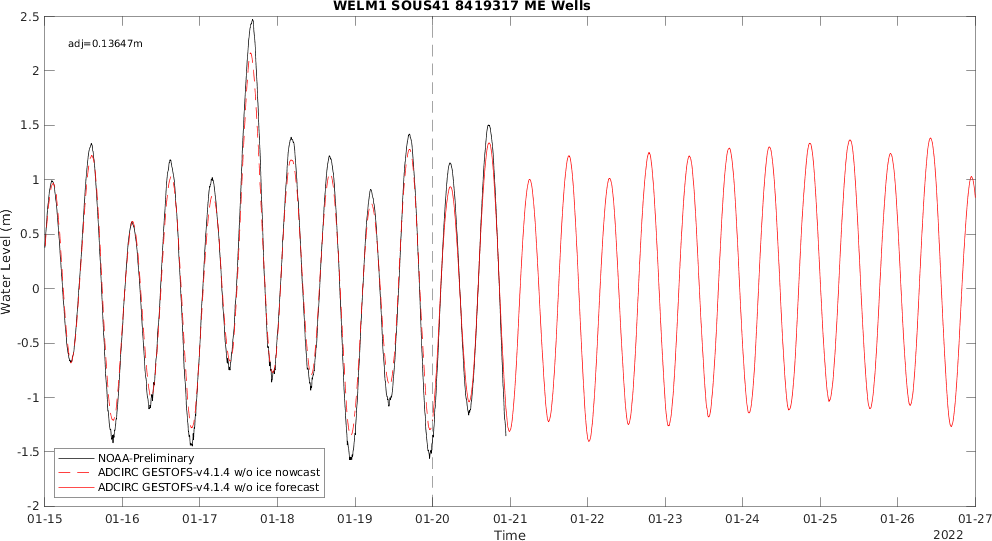 WELM1 SOUS41 8419317 ME Wells
adj=0.13647m
2.5
2
1.5
1
0.5
0
-0.5
-1
-1.5
-2
Water Level (m)
NOAA-Preliminary
ADCIRC GESTOFS-v4.1.4 w/o ice nowcast
ADCIRC GESTOFS-v4.1.4 w/o ice forecast
01-15 01-16 01-17 01-18 01-19 01-20 01-21 01-22 01-23 01-24 01-25 01-26 01-27
Time
2022